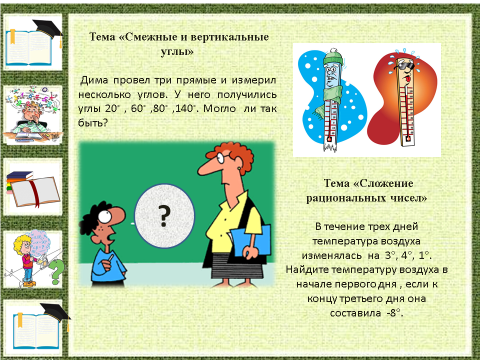 Тема «Смежные и вертикальные
углы»
Дима провел три прямые и измерил
несколько углов. У него получились
углы 20°, 60° ,80° ,140°. Могло ли так
быть?
?
Тема «Сложение
рациональных чисел»
В течение трех дней
температура воздуха
изменялась на 3°, 4°, 1°.
Найдите температуру воздуха в
начале первого дня , если к
концу третьего дня она
составила -8°.